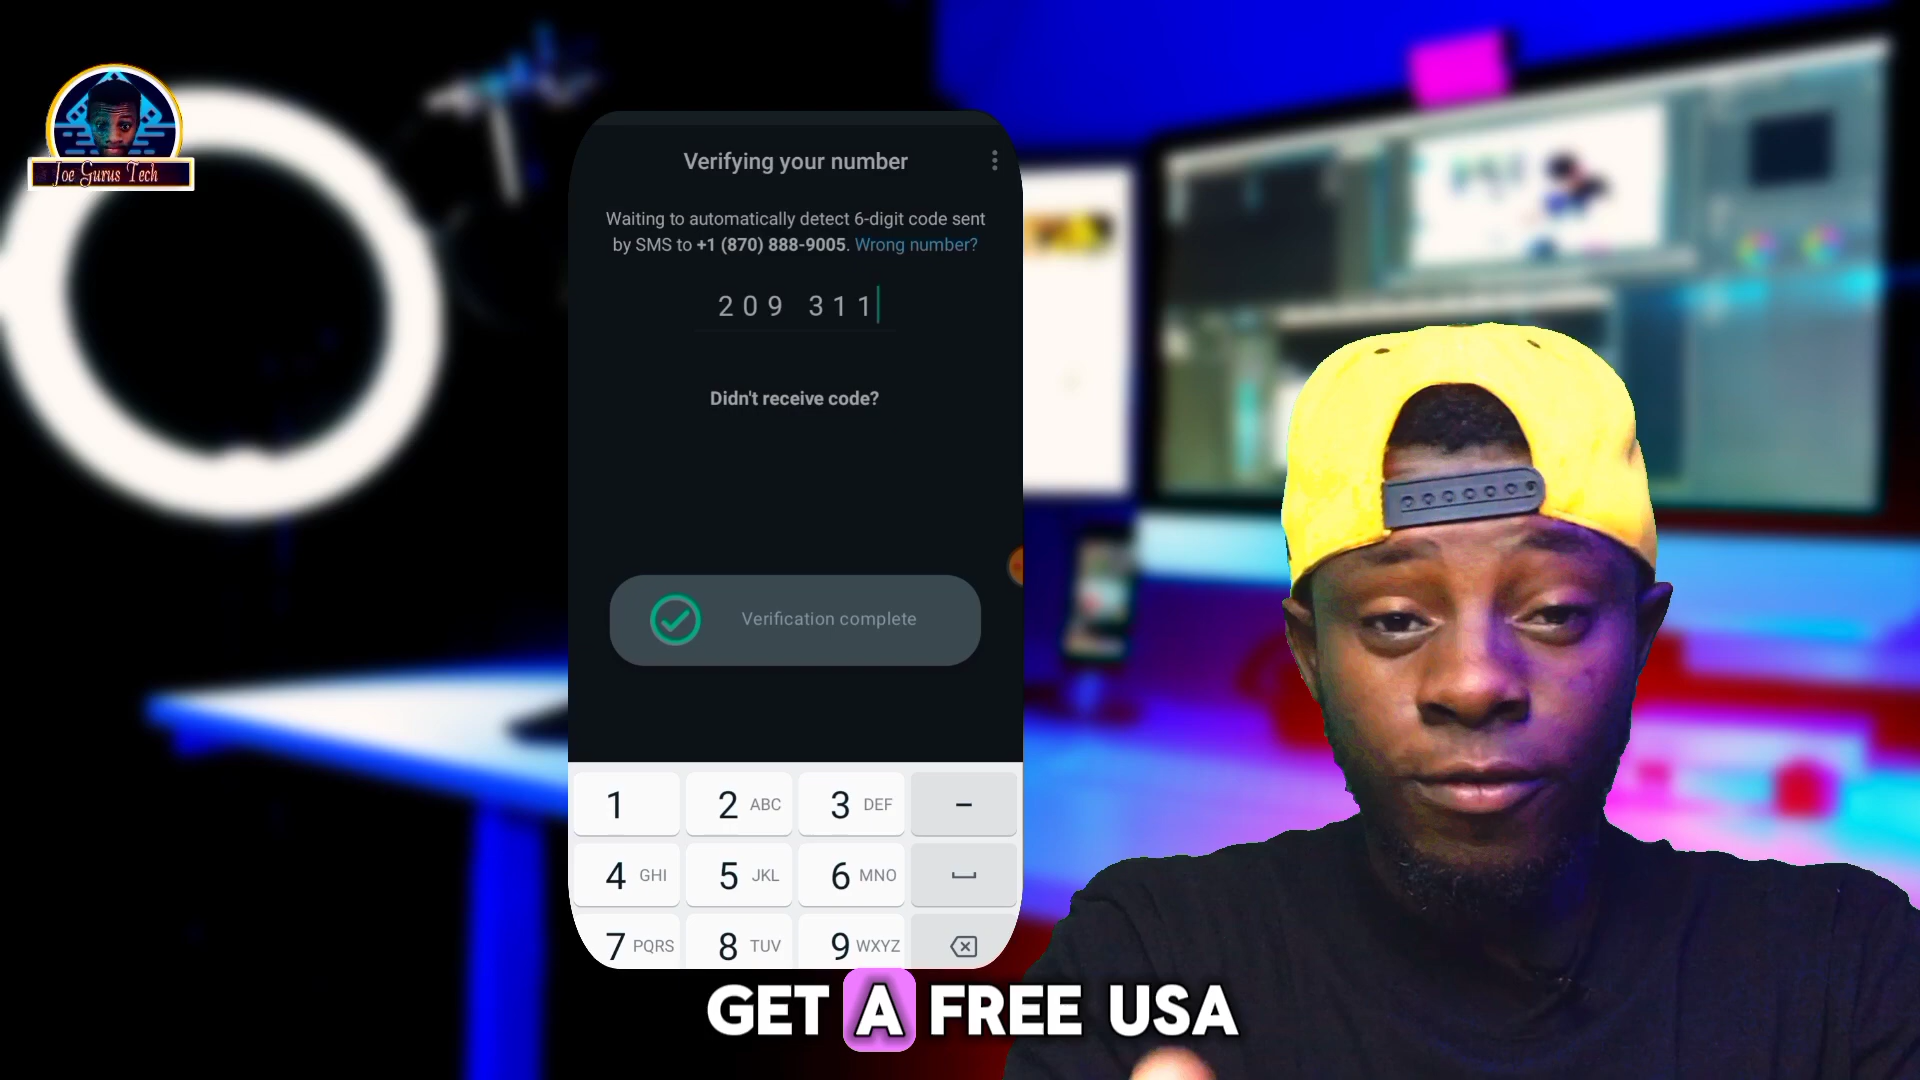 Joe Gurus Tech
Verifying your number
Waiting to automatically detect 6-digit code sent
by SMS to +1 (870) 888-9005. Wrong number?
209 311
Didn't receive code?
Verification complete
1
2 ABC
3 DEF
–
4 GHI
5 JKL
6 MNO
7 PQRS
8 TUV
9 WXYZ
GET A FREE USA